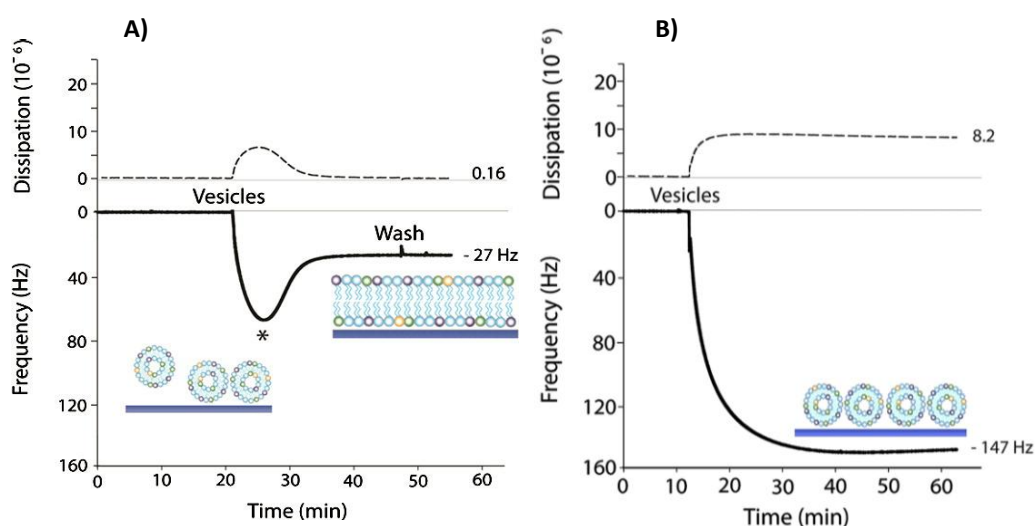 A)
Dissipation (10⁻⁶)
20
10
0
0.16
Vesicles
0
Wash
- 27 Hz
Frequency (Hz)
40
80
*
120
160
0
10
20
30
40
50
60
Time (min)
B)
Dissipation (10⁻⁶)
20
10
0
8.2
Vesicles
0
Frequency (Hz)
40
80
120
160
- 147 Hz
0
10
20
30
40
50
60
Time (min)